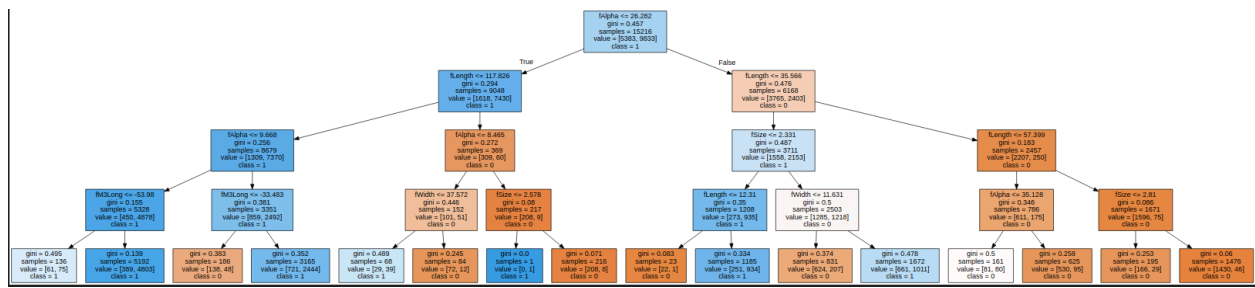 fAlpha <= 26.282
gini = 0.457
samples = 15216
value = [5383, 9833]
class = 1
True
False
fLength <= 117.826
gini = 0.294
samples = 9048
value = [1618, 7430]
class = 1
fLength <= 35.566
gini = 0.476
samples = 6168
value = [3765, 2403]
class = 0
fAlpha <= 9.668
gini = 0.256
samples = 8679
value = [1309, 7370]
class = 1
fAlpha <= 8.465
gini = 0.272
samples = 369
value = [309, 60]
class = 0
fSize <= 2.331
gini = 0.487
samples = 3711
value = [1558, 2153]
class = 1
fLength <= 57.399
gini = 0.183
samples = 2457
value = [2207, 250]
class = 0
fM3Long <= -53.98
gini = 0.155
samples = 5328
value = [450, 4878]
class = 1
fM3Long <= -33.483
gini = 0.381
samples = 3351
value = [859, 2492]
class = 1
fWidth <= 37.572
gini = 0.446
samples = 152
value = [101, 51]
class = 0
fSize <= 2.578
gini = 0.08
samples = 217
value = [208, 9]
class = 0
fLength <= 12.31
gini = 0.35
samples = 1208
value = [273, 935]
class = 1
fWidth <= 11.631
gini = 0.5
samples = 2503
value = [1285, 1218]
class = 0
fAlpha <= 35.128
gini = 0.346
samples = 786
value = [611, 175]
class = 0
fSize <= 2.81
gini = 0.086
samples = 1671
value = [1596, 75]
class = 0
gini = 0.495
samples = 136
value = [61, 75]
class = 1
gini = 0.139
samples = 5192
value = [389, 4803]
class = 1
gini = 0.383
samples = 186
value = [138, 48]
class = 0
gini = 0.352
samples = 3165
value = [721, 2444]
class = 1
gini = 0.489
samples = 68
value = [29, 39]
class = 1
gini = 0.245
samples = 84
value = [72, 12]
class = 0
gini = 0.0
samples = 1
value = [0, 1]
class = 1
gini = 0.071
samples = 216
value = [208, 8]
class = 0
gini = 0.083
samples = 23
value = [22, 1]
class = 0
gini = 0.334
samples = 1185
value = [251, 934]
class = 1
gini = 0.374
samples = 831
value = [624, 207]
class = 0
gini = 0.478
samples = 1672
value = [661, 1011]
class = 1
gini = 0.5
samples = 161
value = [81, 80]
class = 0
gini = 0.258
samples = 625
value = [530, 95]
class = 0
gini = 0.253
samples = 195
value = [166, 29]
class = 0
gini = 0.06
samples = 1476
value = [1430, 46]
class = 0